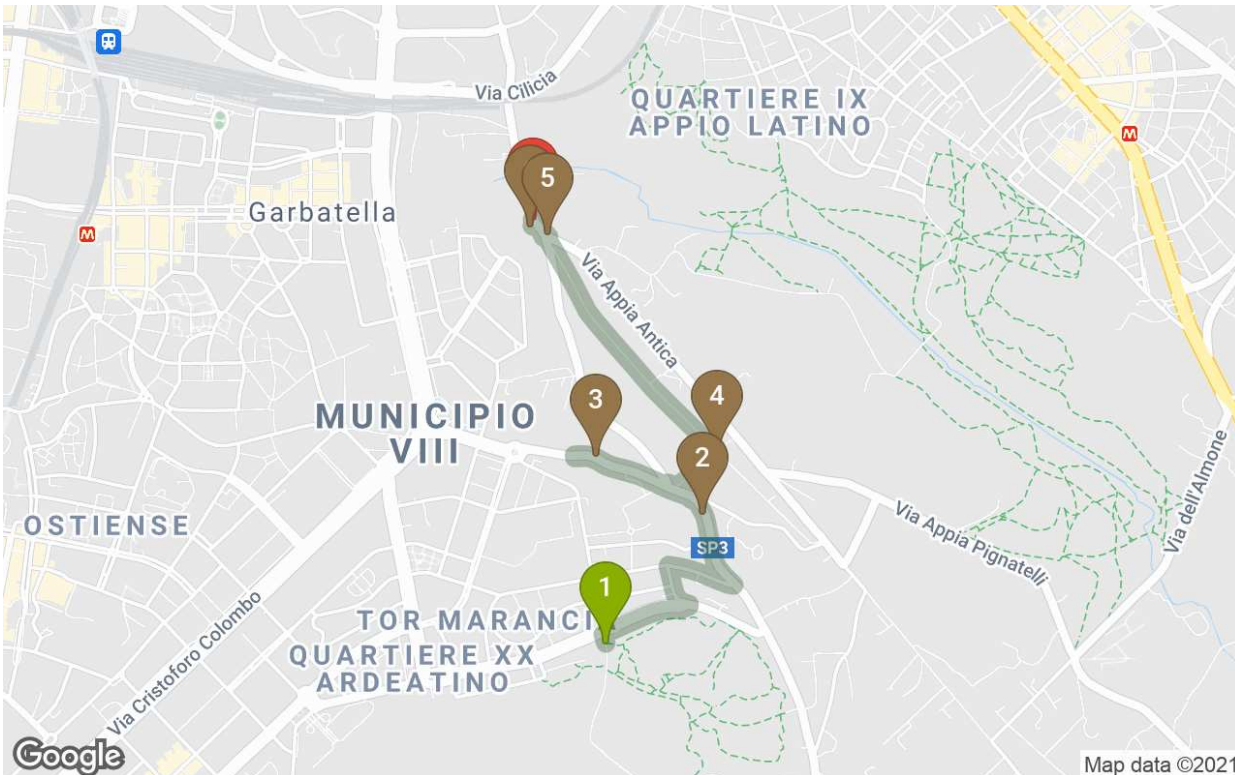 Via Cilicia
QUARTIERE IX
APPIO LATINO
M
5
Garbatella
M
Via Appia Antica
3
4
MUNICIPIO
VIII
2
OSTIENSE
Via Appia Pignatelli
Via dell'Almone
SP3
1
TOR MARANCI
QUARTIERE XX
ARDEATINO
Via Cristoforo Colombo
Google
Map data ©2021